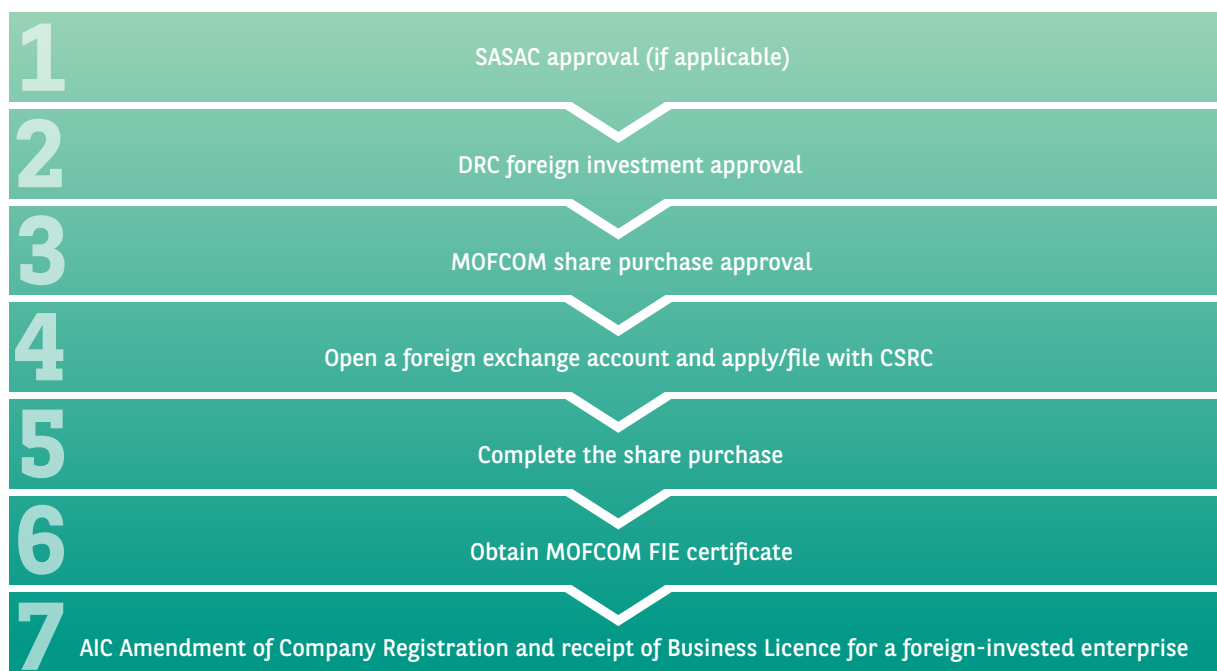 1
SASAC approval (if applicable)
2
DRC foreign investment approval
3
MOFCOM share purchase approval
4
Open a foreign exchange account and apply/file with CSRC
5
Complete the share purchase
6
Obtain MOFCOM FIE certificate
7
AIC Amendment of Company Registration and receipt of Business Licence for a foreign-invested enterprise